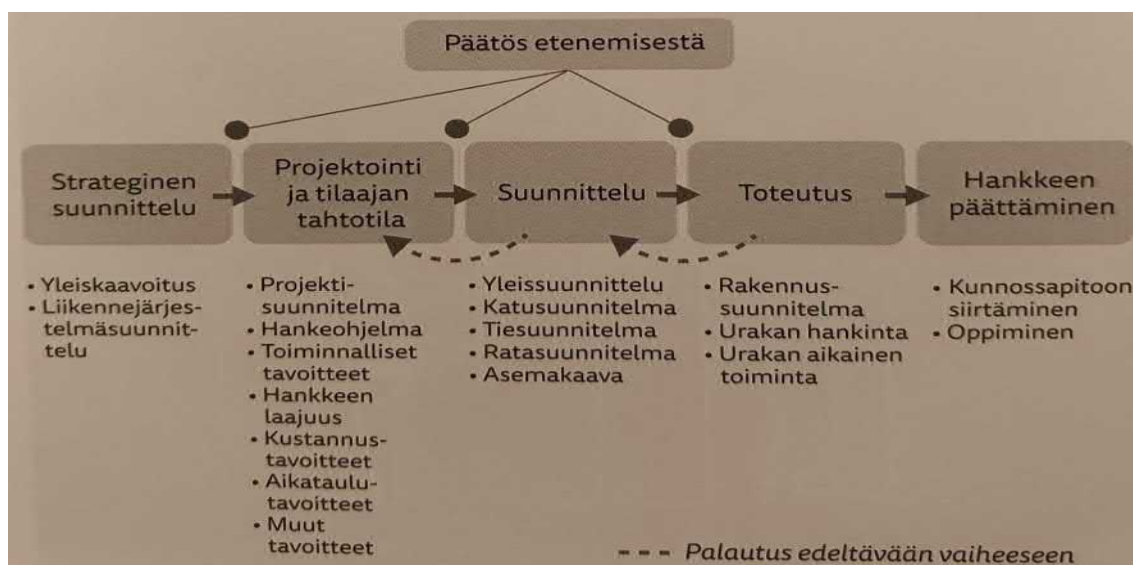 Päätös etenemisestä
Strateginen
suunnittelu
Projektointi
ja tilaajan
tahtotila
Suunnittelu
Toteutus
Hankkeen
päättäminen
• Yleiskaavoitus
• Liikennejärjes-
telmäsuunnit-
telu
• Projekti-
suunnitelma
• Hankeohjelma
• Toiminnalliset
tavoitteet
• Hankkeen
laajuus
• Kustannus-
tavoitteet
• Aikataulu-
tavoitteet
• Muut
tavoitteet
• Yleissuunnittelu
• Katusuunnitelma
• Tiesuunnitelma
• Ratasuunnitelma
• Asemakaava
• Rakennus-
suunnitelma
• Urakan hankinta
• Urakan aikainen
toiminta
• Kunnossapitoon
siirtäminen
• Oppiminen
Palautus edeltävään vaiheeseen